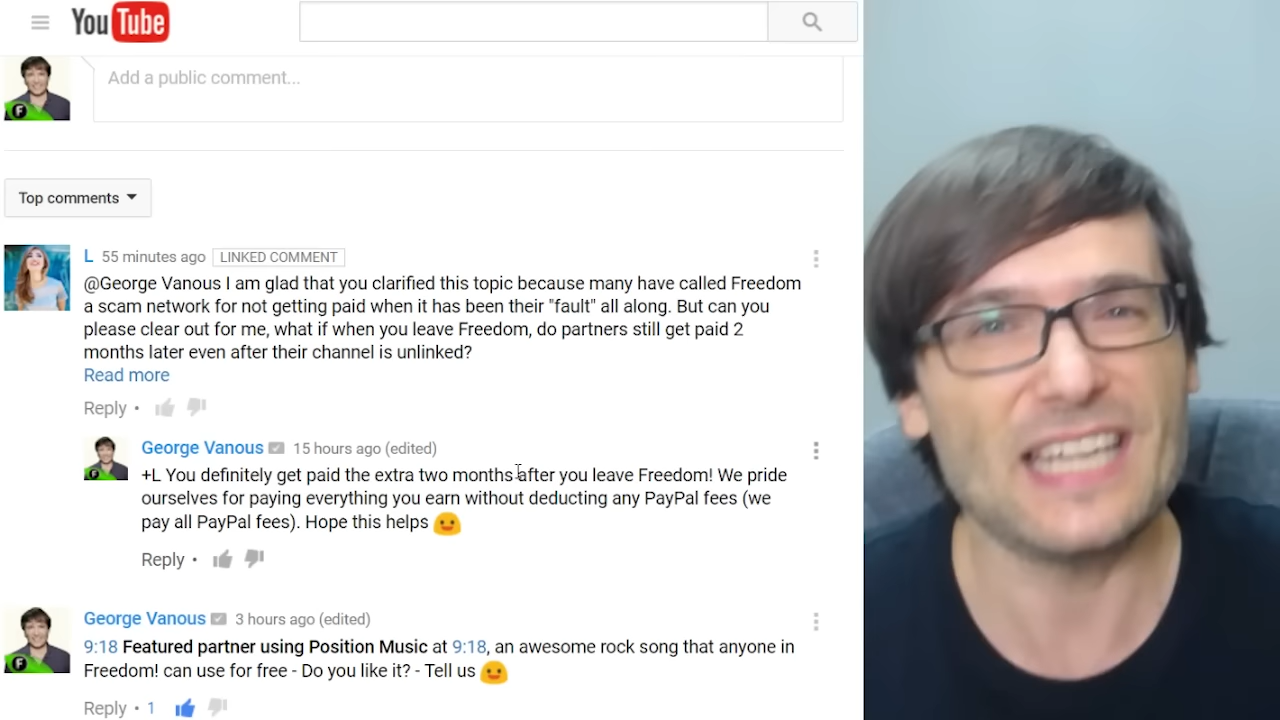 YouTube
Add a public comment...
Top comments
L 55 minutes ago LINKED COMMENT
@George Vanous I am glad that you clarified this topic because many have called Freedom
a scam network for not getting paid when it has been their "fault" all along. But can you
please clear out for me, what if when you leave Freedom, do partners still get paid 2
months later even after their channel is unlinked?
Read more
Reply •
George Vanous 15 hours ago (edited)
+L You definitely get paid the extra two months after you leave Freedom! We pride
ourselves for paying everything you earn without deducting any PayPal fees (we
pay all PayPal fees). Hope this helps
Reply •
George Vanous 3 hours ago (edited)
9:18 Featured partner using Position Music at 9:18, an awesome rock song that anyone in
Freedom! can use for free - Do you like it? - Tell us
Reply • 1